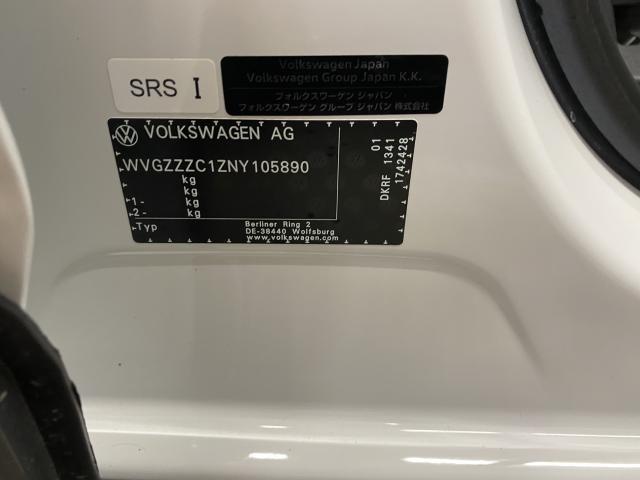 SRS I
Volkswagen Japan
Volkswagen Group Japan K.K.
フォルクスワーゲン ジャパン
フォルクスワーゲン グループ ジャパン 株式会社
VOLKSWAGEN AG
WVGZZZC1ZNY105890
kg
kg
1- kg
2- kg
Typ
Berliner Ring 2
DE-38440 Wolfsburg
www.volkswagen.com
01
DKRF 1341
1742428